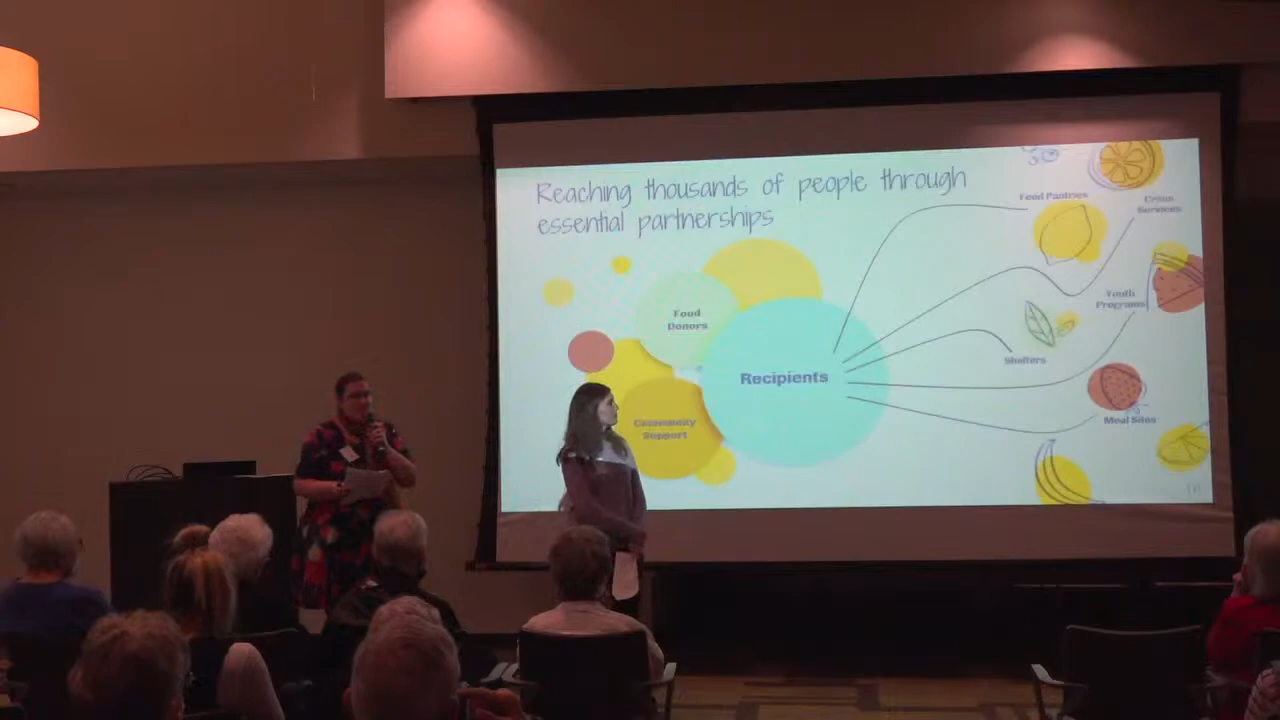 Reaching thousands of people through
essential partnerships
Food Pantries
Services
Food
Donors
Youth
Programs
Shelters
Recipients
Community
Support
Meal Sites